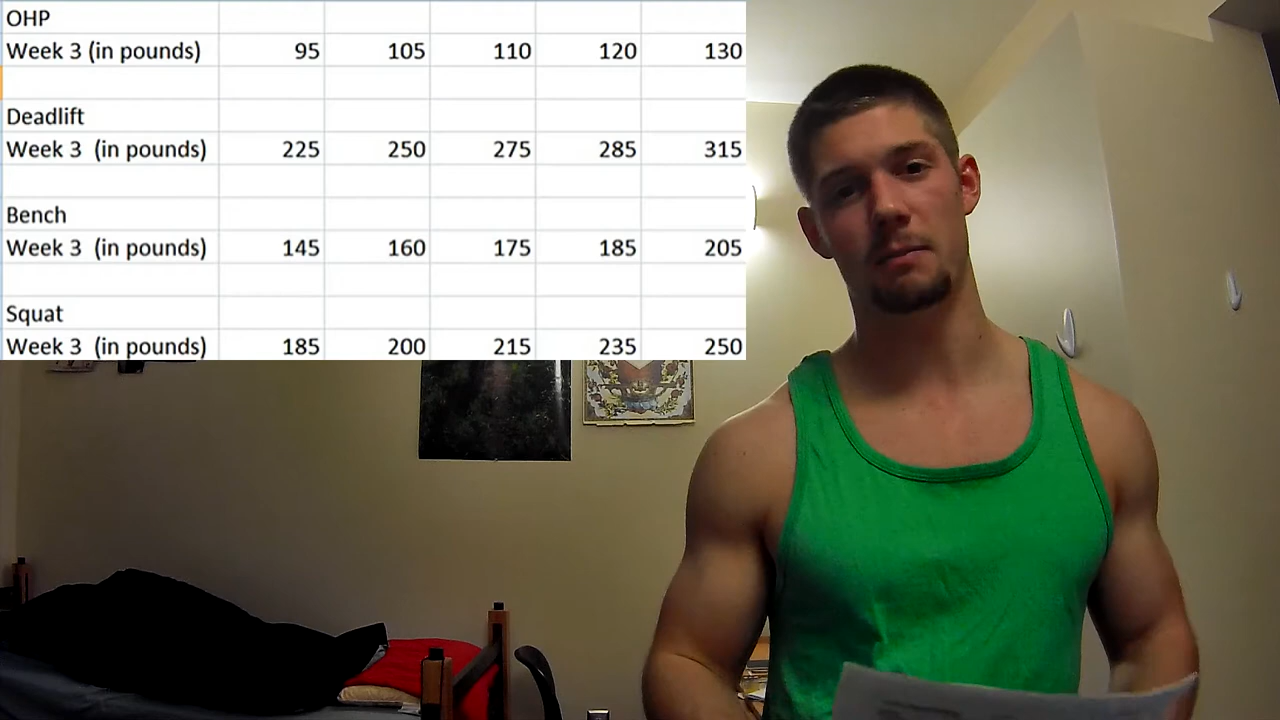 OHP
Week 3 (in pounds) 95 105 110 120 130
Deadlift
Week 3 (in pounds) 225 250 275 285 315
Bench
Week 3 (in pounds) 145 160 175 185 205
Squat
Week 3 (in pounds) 185 200 215 235 250